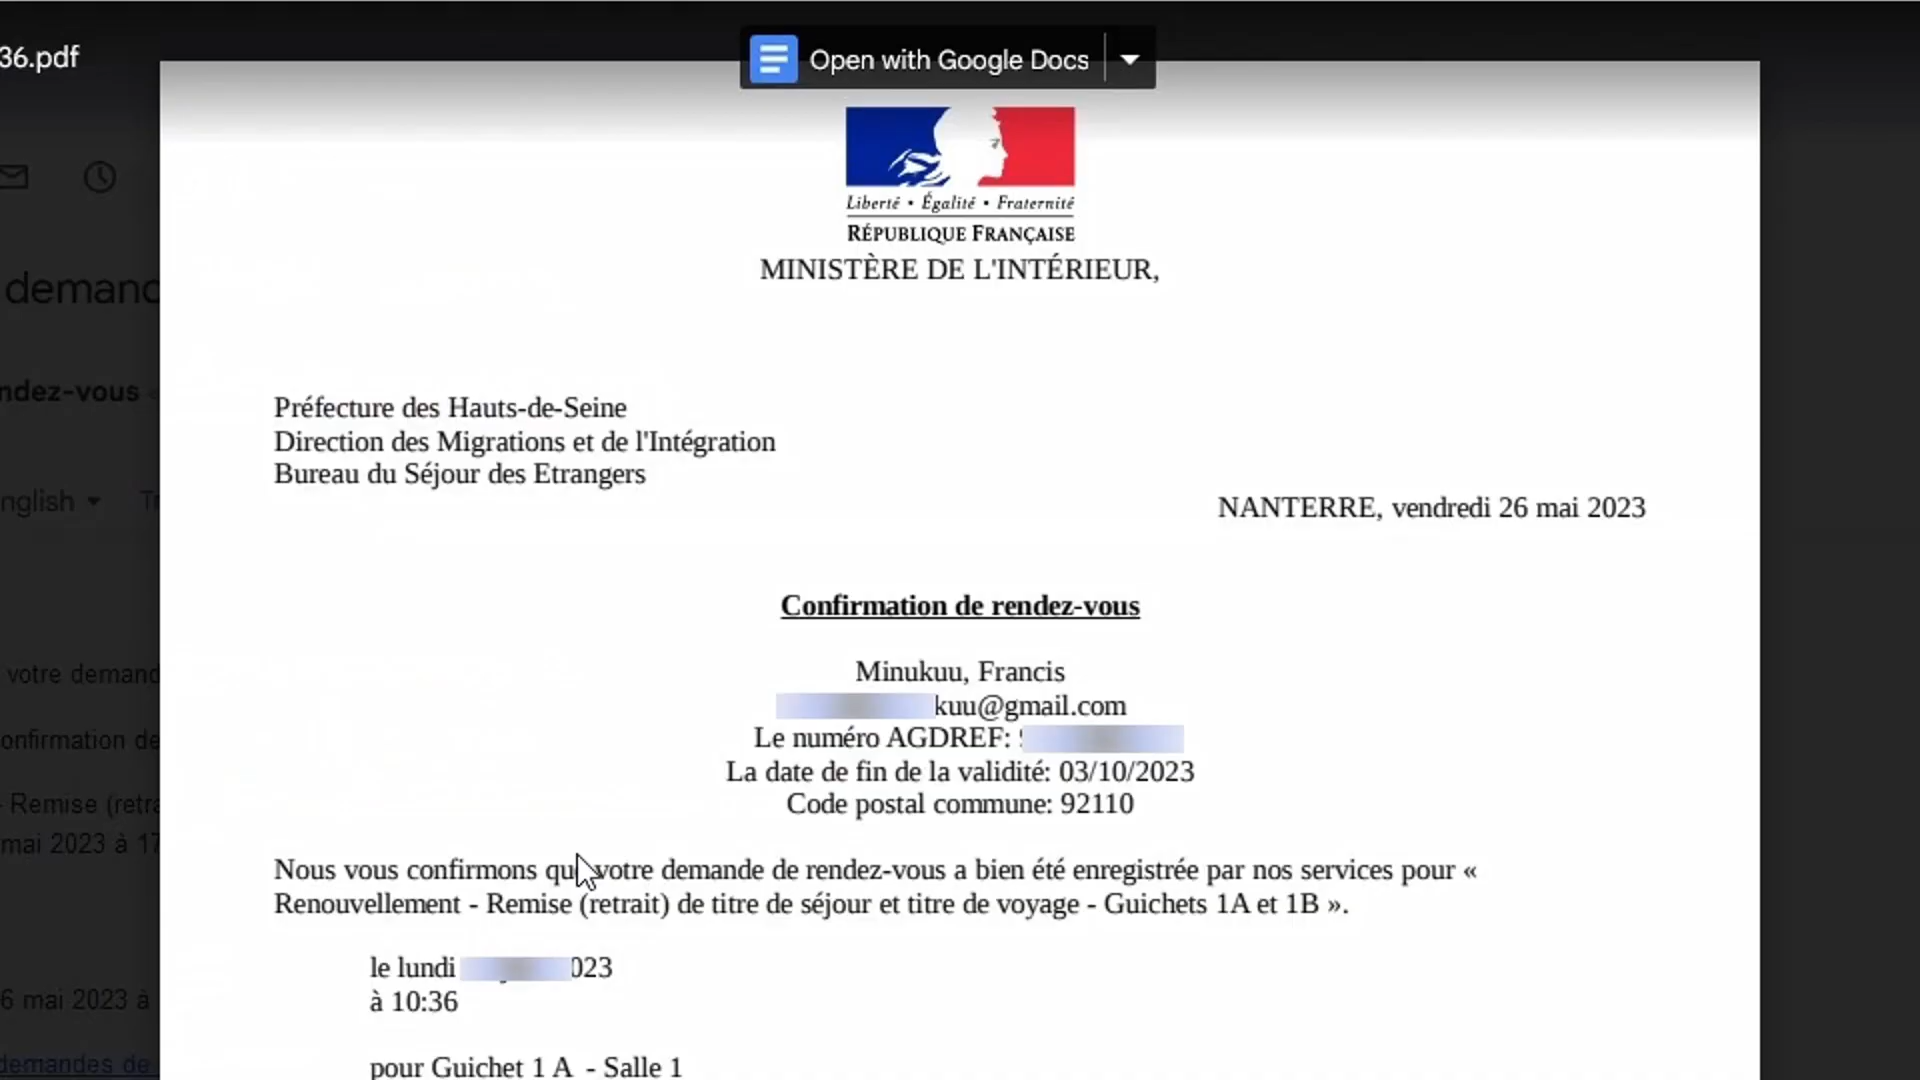 36.pdf
Open with Google Docs
Liberté • Égalité • Fraternité
RÉPUBLIQUE FRANÇAISE
MINISTÈRE DE L'INTÉRIEUR,
demand
ndez-vous
Préfecture des Hauts-de-Seine
Direction des Migrations et de l'Intégration
Bureau du Séjour des Etrangers
nglish
NANTERRE, vendredi 26 mai 2023
Confirmation de rendez-vous
Minukuu, Francis
kuu@gmail.com
Le numéro AGDREF:
La date de fin de la validité: 03/10/2023
Code postal commune: 92110
votre demand
onfirmation de
- Remise (retra
mai 2023 à 17
Nous vous confirmons que votre demande de rendez-vous a bien été enregistrée par nos services pour «
Renouvellement - Remise (retrait) de titre de séjour et titre de voyage - Guichets 1A et 1B ».
le lundi 023
à 10:36
6 mai 2023 à
demandes de
pour Guichet 1 A - Salle 1